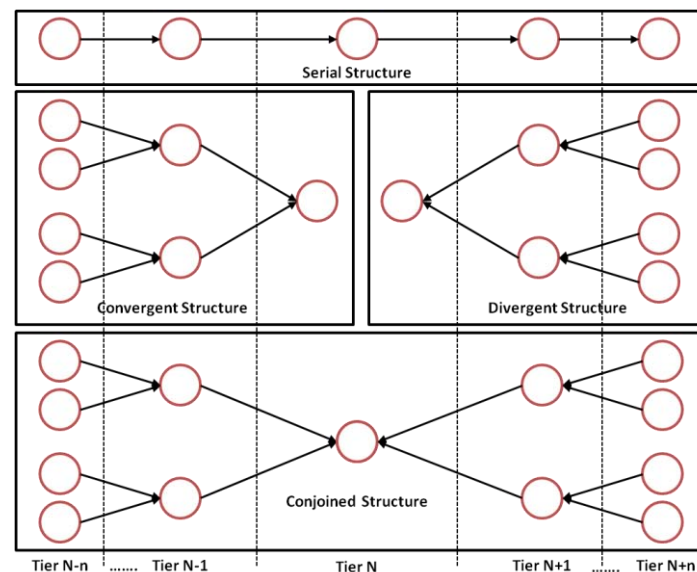 Serial Structure
Convergent Structure
Divergent Structure
Conjoined Structure
Tier N-n ....... Tier N-1 Tier N Tier N+1 ....... Tier N+n